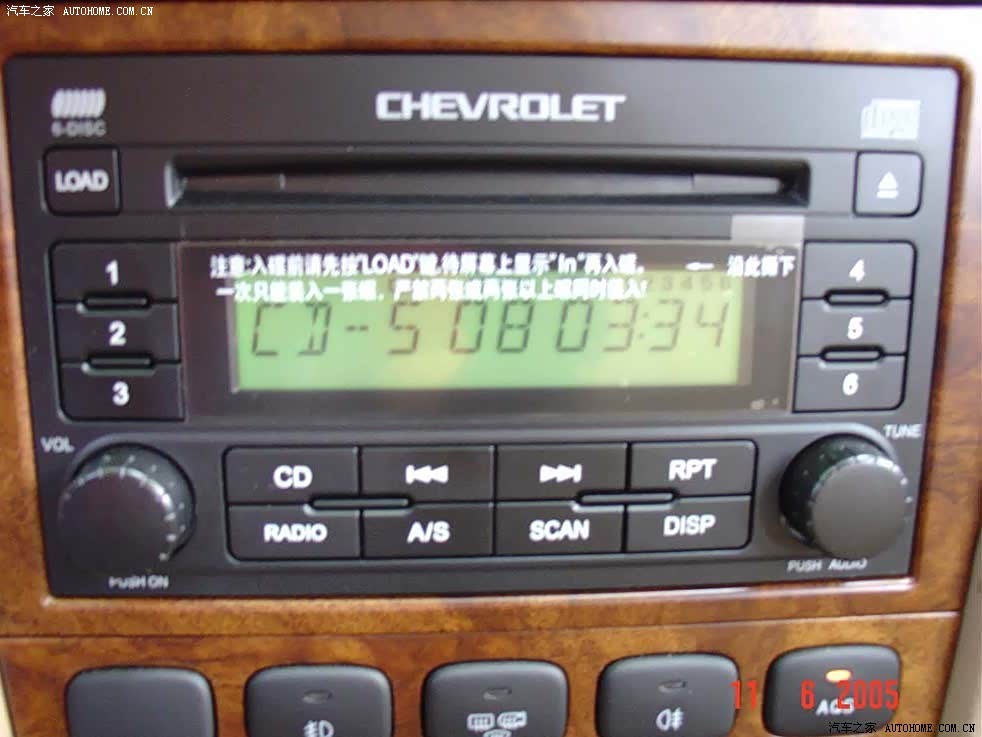 汽车之家 AUTOHOME.COM.CN
CHEVROLET
6-DISC
LOAD
注意:入碟前请先按"LOAD"键,待屏幕上显示"In"再入碟。 ← 沿此撕下
一次只能装入一张碟,严禁两张或两张以上碟同时装入!
1 4
2 5
3 6
123456
CD-5 08 03:34
VOL TUNE
CD RPT
RADIO A/S SCAN DISP
PUSH ON PUSH AUDIO
11 6 2005
汽车之家 AUTOHOME.COM.CN